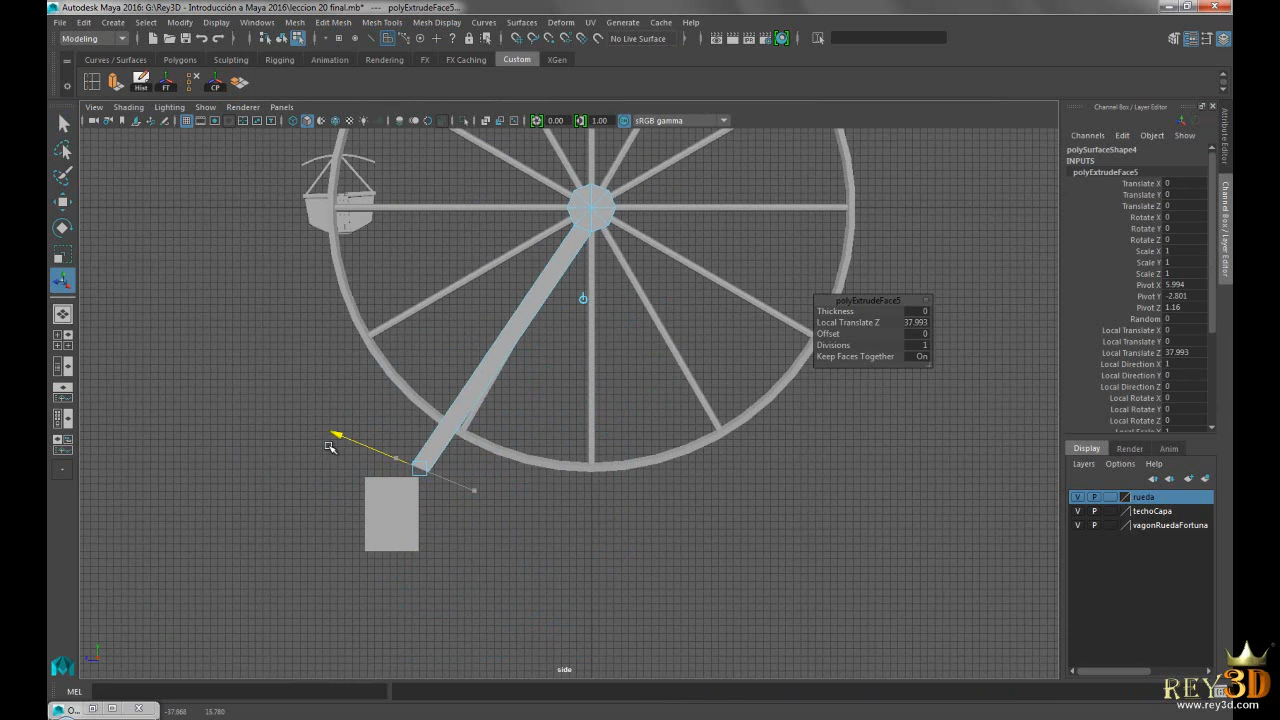 Autodesk Maya 2016: G:\Rey3D - Introducción a Maya 2016\leccion 20 final.mb* --- polyExtrudeFace5...
File Edit Create Select Modify Display Windows Mesh Edit Mesh Mesh Tools Mesh Display Curves Surfaces Deform UV Generate Cache Help
Modeling No Live Surface
Curves / Surfaces Polygons Sculpting Rigging Animation Rendering FX FX Caching Custom XGen
Hist FT CP
View Shading Lighting Show Renderer Panels
0.00 1.00 sRGB gamma
Channel Box / Layer Editor
Channels Edit Object Show
polySurfaceShape4
INPUTS
polyExtrudeFace5
Translate X 0
Translate Y 0
Translate Z 0
Rotate X 0
Rotate Y 0
Rotate Z 0
Scale X 1
Scale Y 1
Scale Z 1
Pivot X 5.994
Pivot Y -2.801
Pivot Z 1.16
Random 0
Local Translate X 0
Local Translate Y 0
Local Translate Z 37.993
Local Direction X 1
Local Direction Y 0
Local Direction Z 0
Local Rotate X 0
Local Rotate Y 0
Local Rotate Z 0
Attribute Editor
Channel Box / Layer Editor
polyExtrudeFace5
Thickness 0
Local Translate Z 37.993
Offset 0
Divisions 1
Keep Faces Together On
Display Render Anim
Layers Options Help
V P rueda
V P techoCapa
V P vagonRuedaFortuna
side
MEL
O...
-37.868 15.780
REY3D
www.rey3d.com